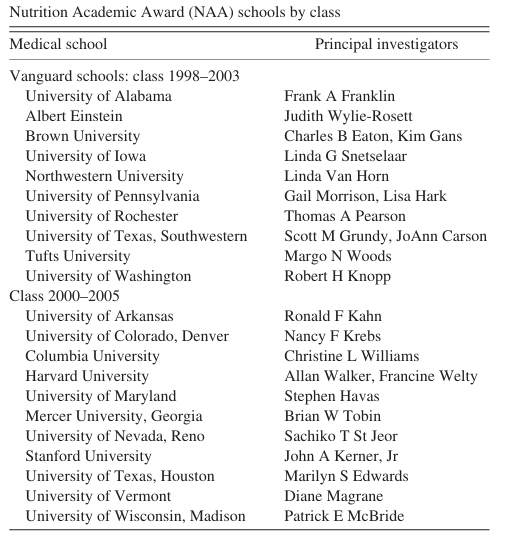 Nutrition Academic Award (NAA) schools by class
Medical school Principal investigators
Vanguard schools: class 1998–2003
University of Alabama Frank A Franklin
Albert Einstein Judith Wylie-Rosett
Brown University Charles B Eaton, Kim Gans
University of Iowa Linda G Snetselaar
Northwestern University Linda Van Horn
University of Pennsylvania Gail Morrison, Lisa Hark
University of Rochester Thomas A Pearson
University of Texas, Southwestern Scott M Grundy, JoAnn Carson
Tufts University Margo N Woods
University of Washington Robert H Knopp
Class 2000–2005
University of Arkansas Ronald F Kahn
University of Colorado, Denver Nancy F Krebs
Columbia University Christine L Williams
Harvard University Allan Walker, Francine Welty
University of Maryland Stephen Havas
Mercer University, Georgia Brian W Tobin
University of Nevada, Reno Sachiko T St Jeor
Stanford University John A Kerner, Jr
University of Texas, Houston Marilyn S Edwards
University of Vermont Diane Magrane
University of Wisconsin, Madison Patrick E McBride